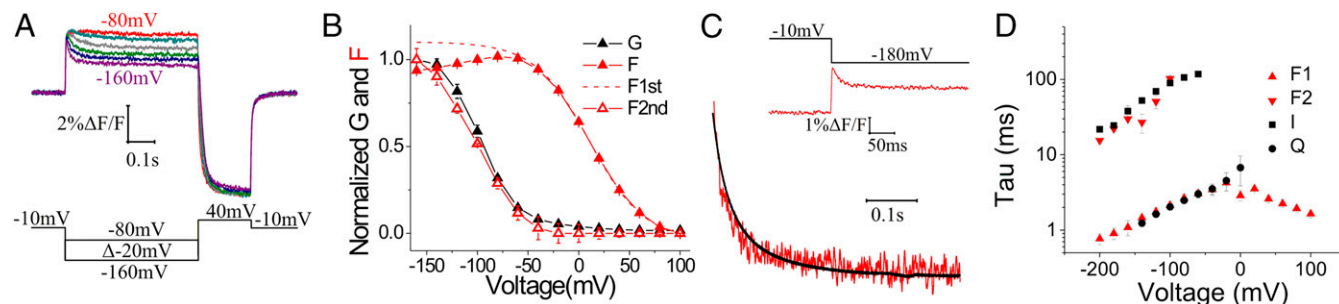 A
-80mV
-160mV
2%ΔF/F
0.1s
-10mV
40mV
-10mV
-80mV
Δ-20mV
-160mV
B
Normalized G and F
1.0
0.5
0.0
G
F
F1st
F2nd
-150
-100
-50
0
50
100
Voltage(mV)
C
-10mV
-180mV
1%ΔF/F
50ms
0.1s
D
Tau (ms)
100
10
1
F1
F2
I
Q
-200
-100
0
100
Voltage (mV)